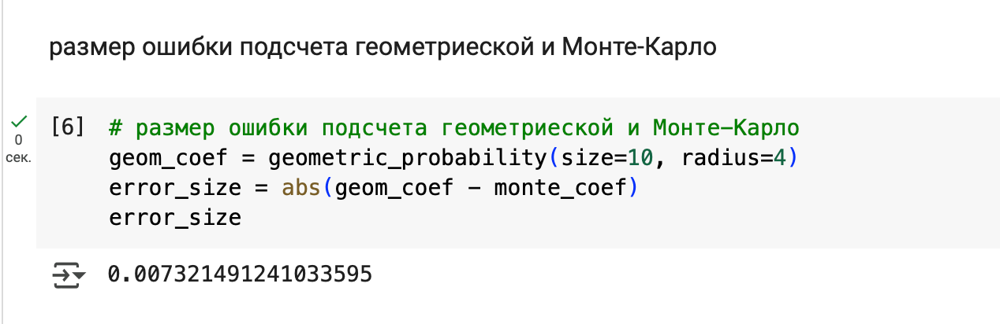 размер ошибки подсчета геометриеской и Монте-Карло
[6] # размер ошибки подсчета геометриеской и Монте-Карло
0
сек.
geom_coef = geometric_probability(size=10, radius=4)
error_size = abs(geom_coef - monte_coef)
error_size
0.007321491241033595